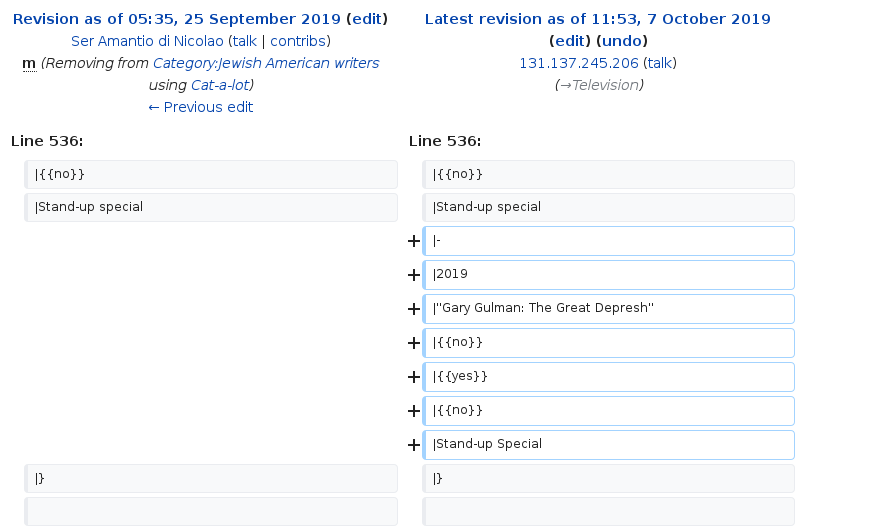 Revision as of 05:35, 25 September 2019 (edit)
Ser Amantio di Nicolao (talk | contribs)
m (Removing from Category:Jewish American writers
using Cat-a-lot)
← Previous edit
Latest revision as of 11:53, 7 October 2019
(edit) (undo)
131.137.245.206 (talk)
(→Television)
Line 536:
Line 536:
|{{no}}
|{{no}}
|Stand-up special
|Stand-up special
+ |-
+ |2019
+ |"Gary Gulman: The Great Depresh"
+ |{{no}}
+ |{{yes}}
+ |{{no}}
+ |Stand-up Special
|}
|}